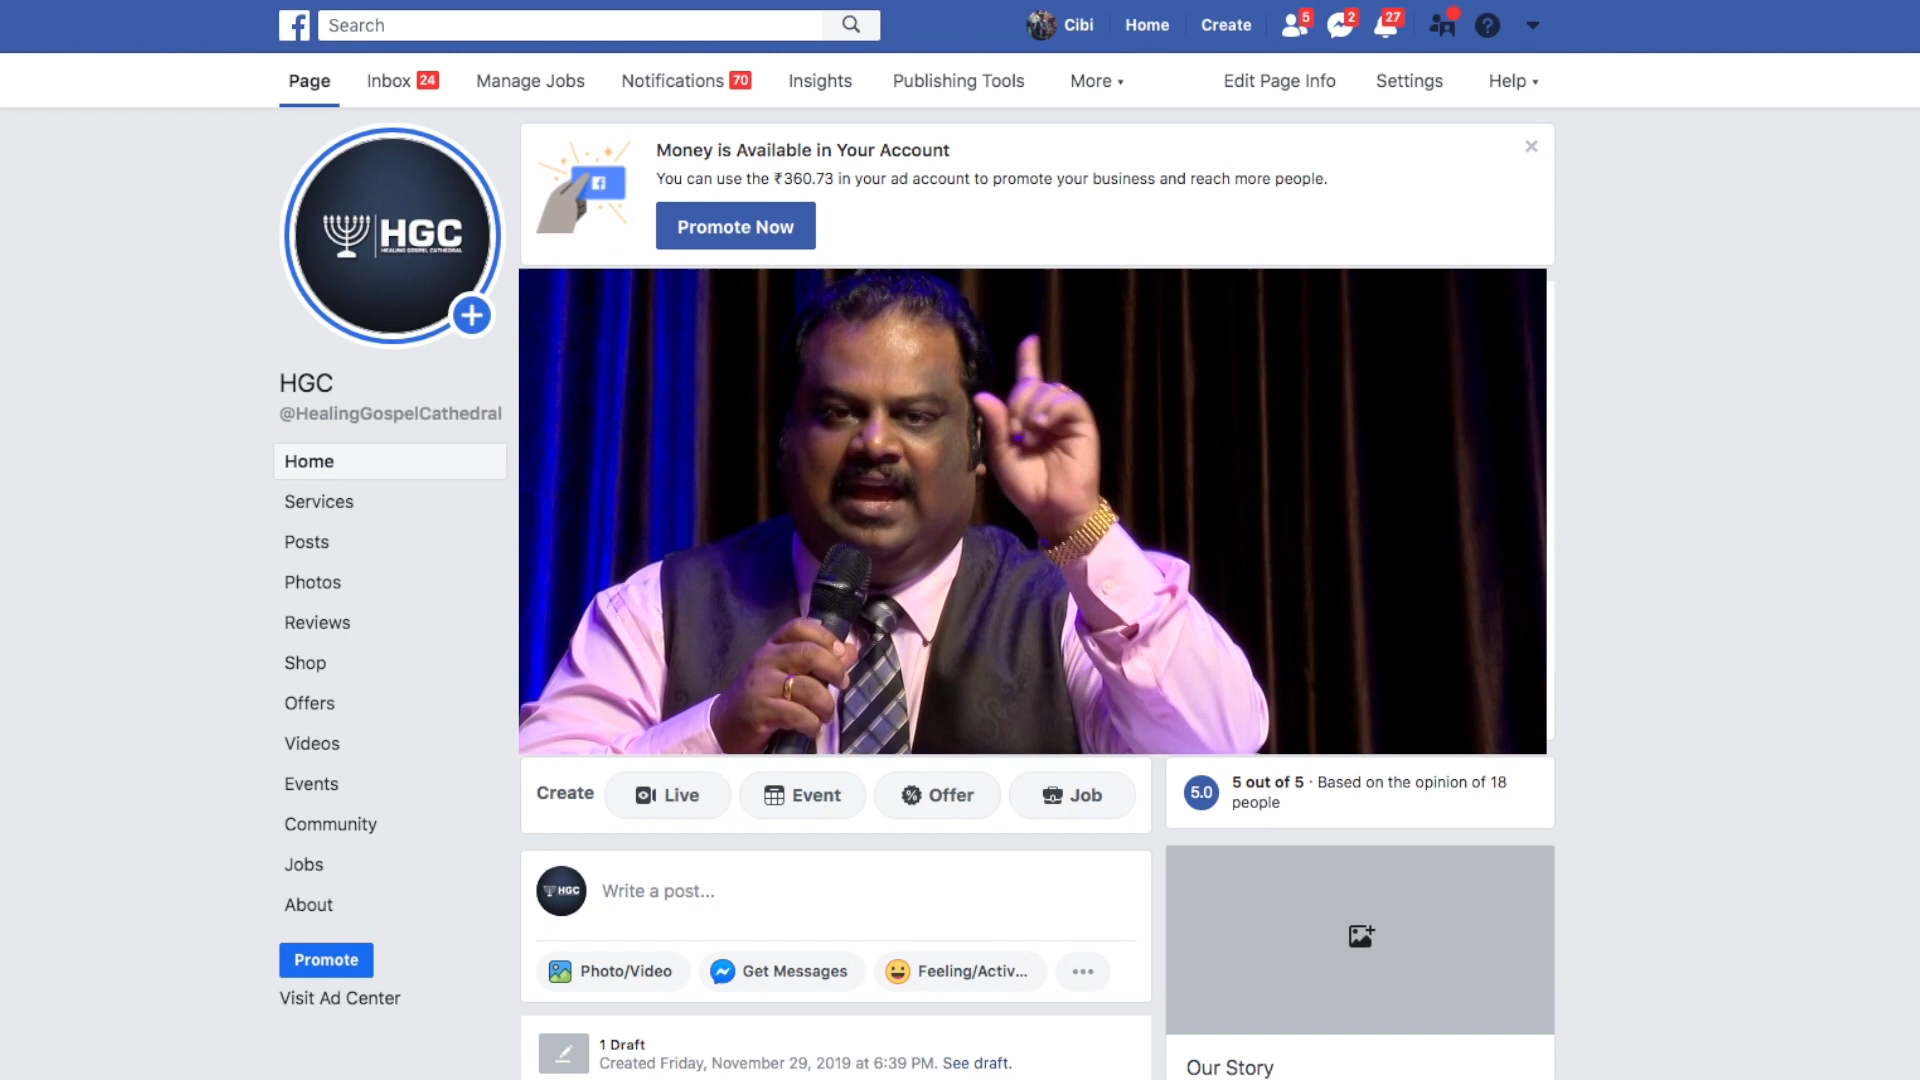 Search
Cibi
Home
Create
5
2
27
Page
Inbox 24
Manage Jobs
Notifications 70
Insights
Publishing Tools
More
Edit Page Info
Settings
Help
Money is Available in Your Account
You can use the ₹360.73 in your ad account to promote your business and reach more people.
Promote Now
HGC
HEALING GOSPEL CATHEDRAL
HGC
@HealingGospelCathedral
Home
Services
Posts
Photos
Reviews
Shop
Offers
Videos
Events
Community
Jobs
About
Promote
Visit Ad Center
Create
Live
Event
Offer
Job
HGC
Write a post...
Photo/Video
Get Messages
Feeling/Activ...
1 Draft
Created Friday, November 29, 2019 at 6:39 PM. See draft.
5.0
5 out of 5 · Based on the opinion of 18
people
Our Story